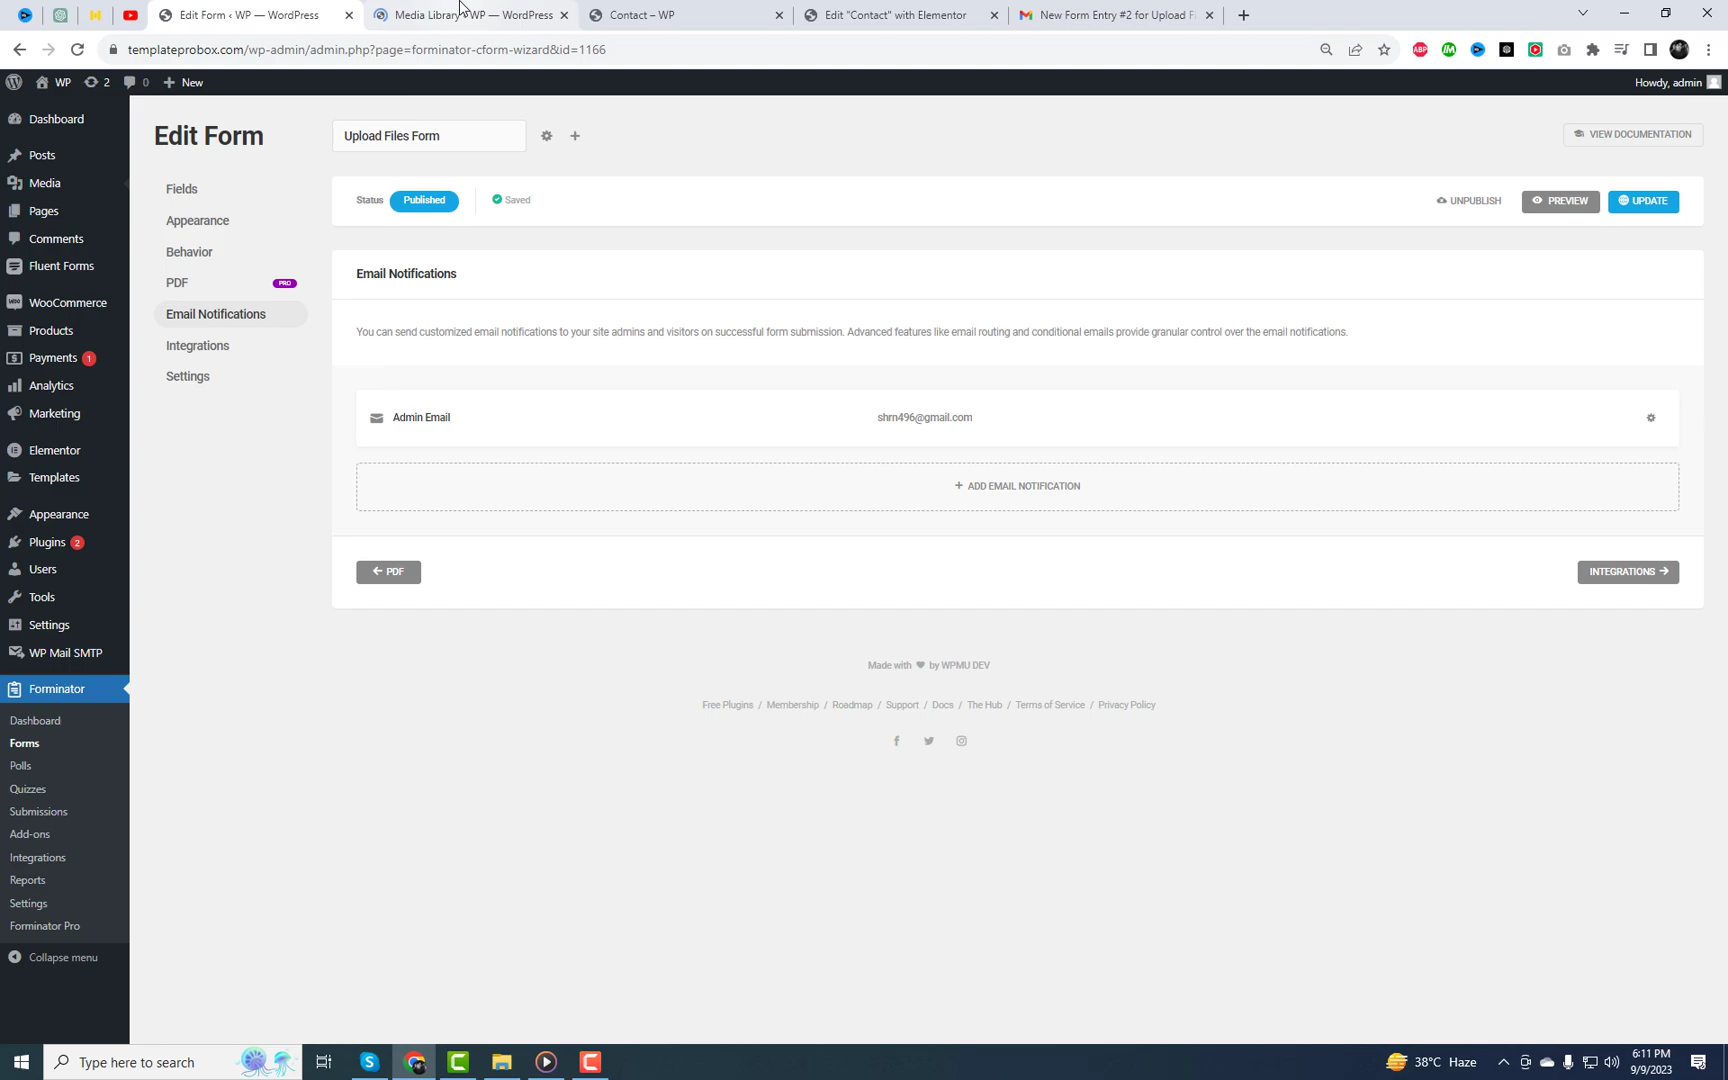 Edit Form ‹ WP — WordPress
Media Library WP — WordPress
Contact – WP
Edit "Contact" with Elementor
New Form Entry #2 for Upload Fi
templateprobox.com/wp-admin/admin.php?page=forminator-cform-wizard&id=1166
ABP
WP
2
0
New
Howdy, admin
Dashboard
Posts
Media
Pages
Comments
Fluent Forms
WooCommerce
Products
Payments 1
Analytics
Marketing
Elementor
Templates
Appearance
Plugins 2
Users
Tools
Settings
WP Mail SMTP
Forminator
Dashboard
Forms
Polls
Quizzes
Submissions
Add-ons
Integrations
Reports
Settings
Forminator Pro
Collapse menu
Edit Form
Upload Files Form
VIEW DOCUMENTATION
Fields
Appearance
Behavior
PDF PRO
Email Notifications
Integrations
Settings
Status Published Saved
UNPUBLISH PREVIEW UPDATE
Email Notifications
You can send customized email notifications to your site admins and visitors on successful form submission. Advanced features like email routing and conditional emails provide granular control over the email notifications.
Admin Email shrn496@gmail.com
+ ADD EMAIL NOTIFICATION
← PDF
INTEGRATIONS →
Made with ♥ by WPMU DEV
Free Plugins / Membership / Roadmap / Support / Docs / The Hub / Terms of Service / Privacy Policy
Type here to search
38°C Haze
6:11 PM
9/9/2023